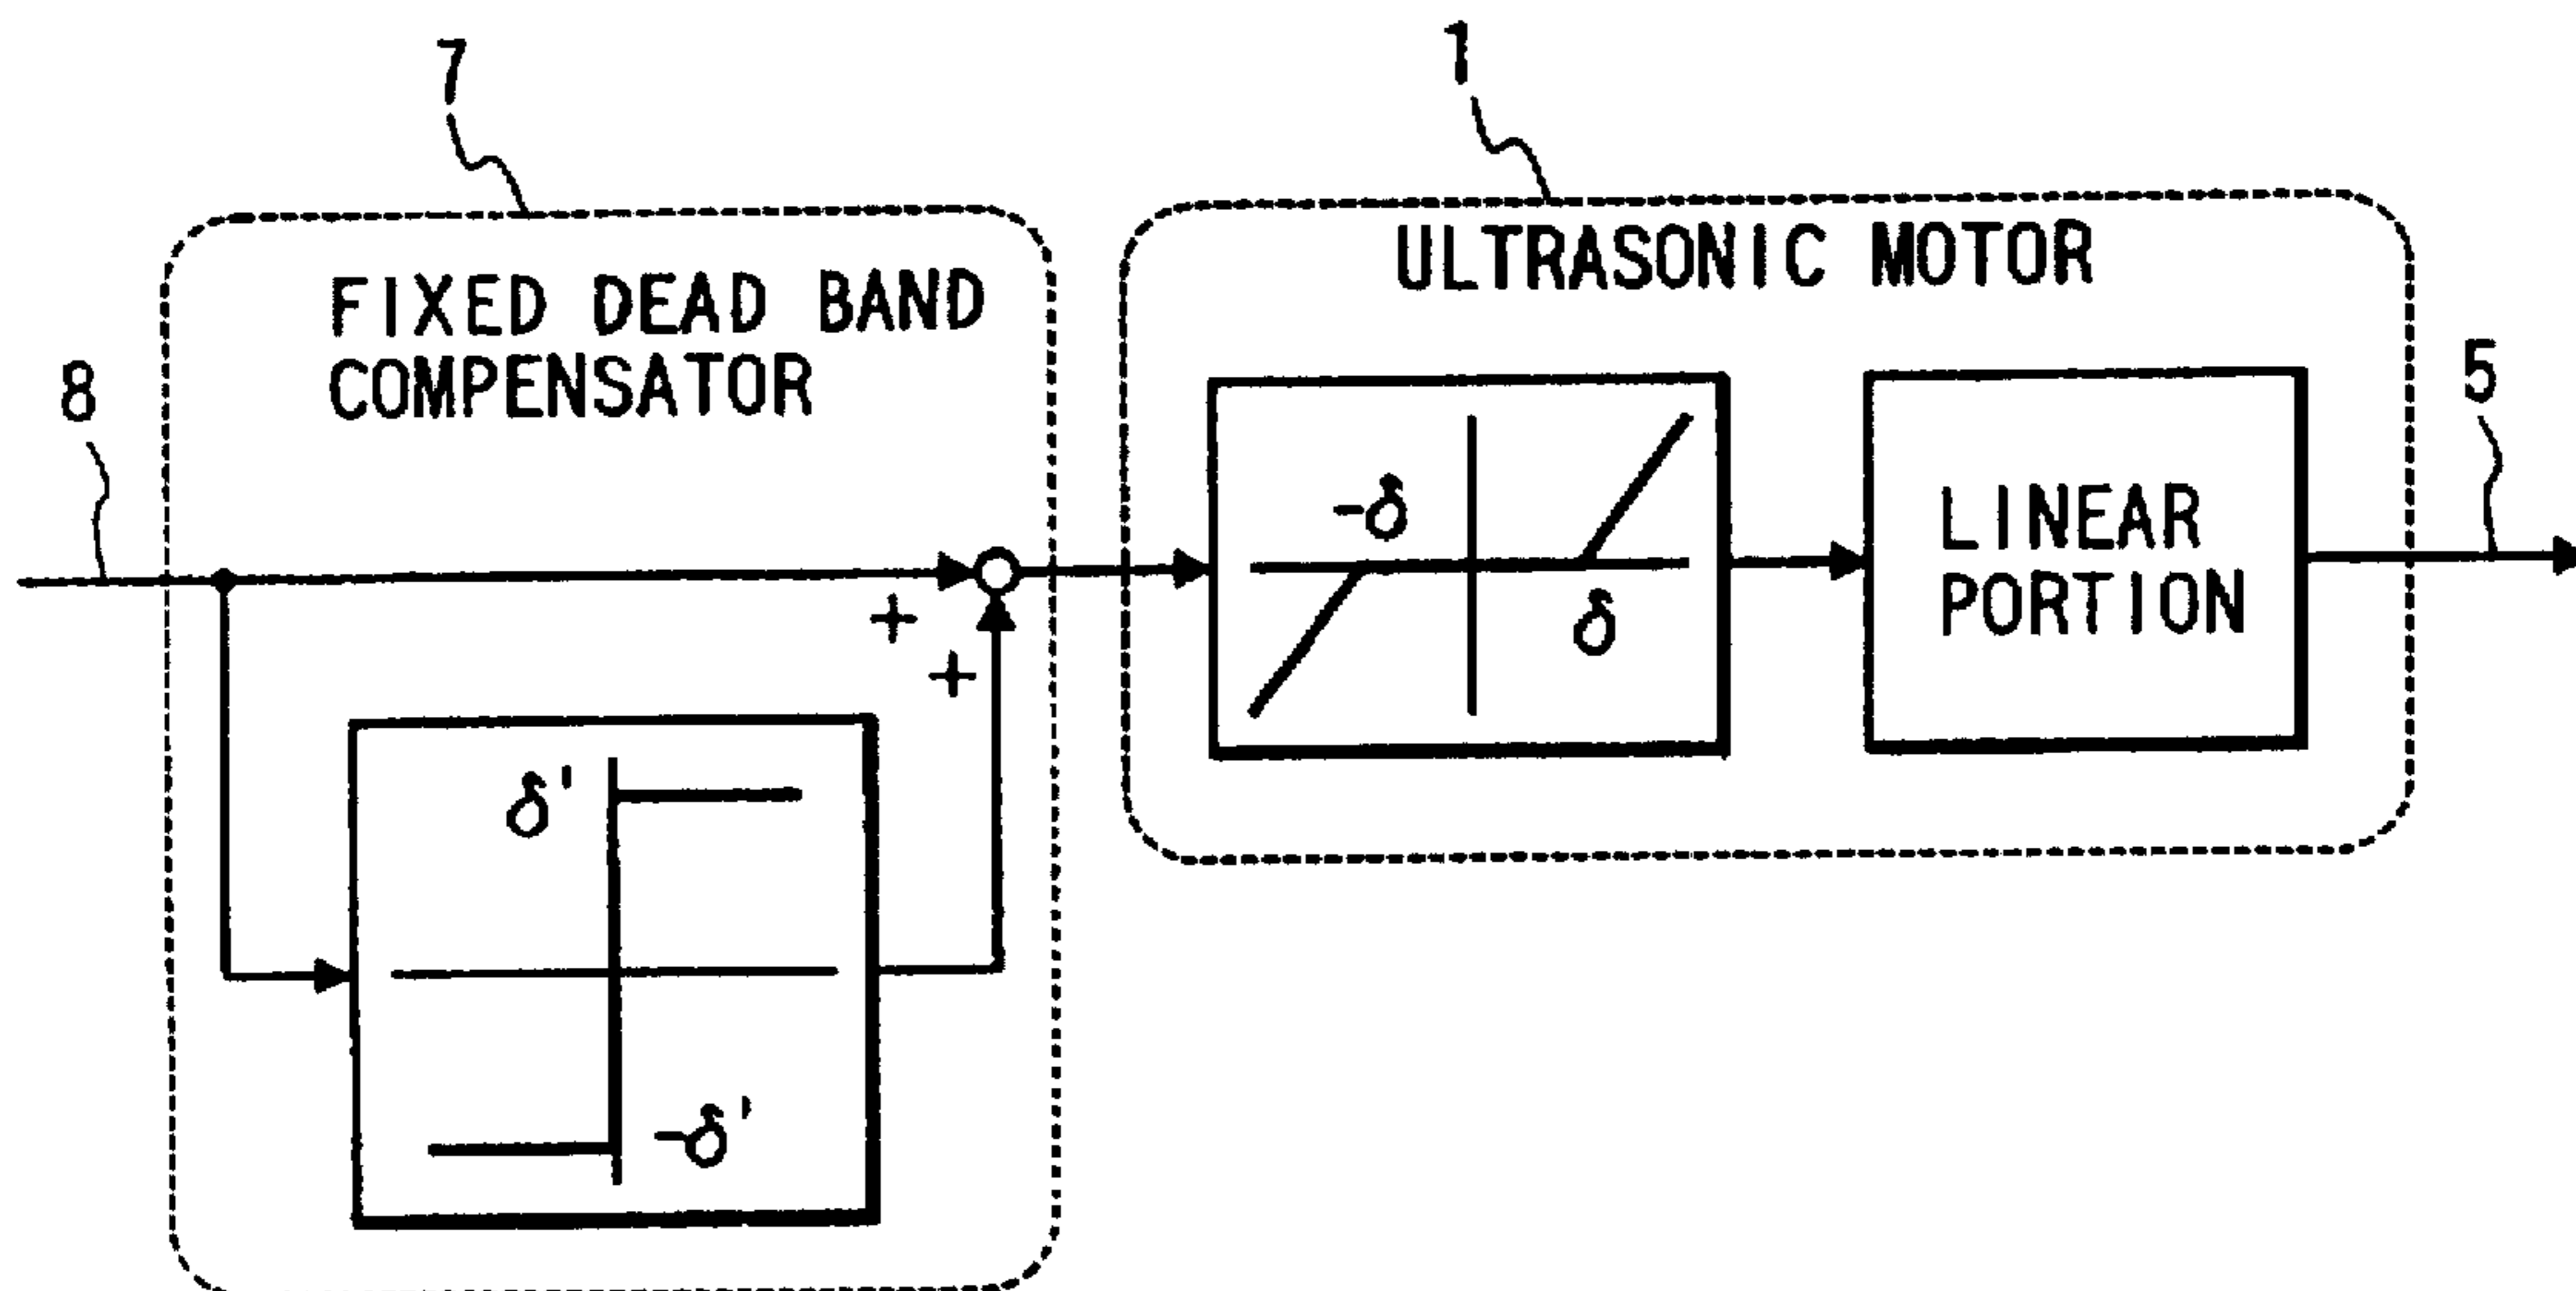 7
1
FIXED DEAD BAND
COMPENSATOR
ULTRASONIC MOTOR
8
5
-δ
δ
LINEAR
PORTION
+
+
δ'
-δ'